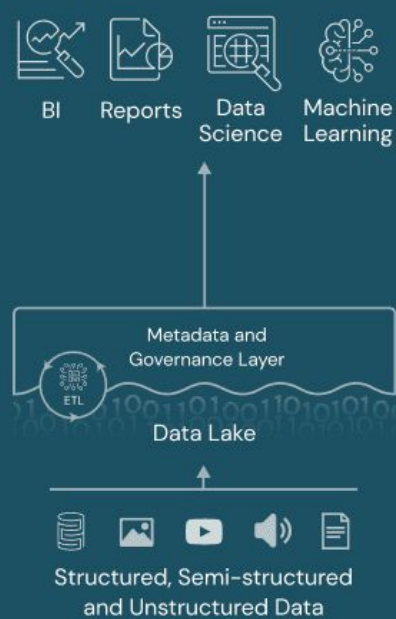 BI
Reports
Data
Science
Machine
Learning
Metadata and
Governance Layer
ETL
Data Lake
Structured, Semi-structured
and Unstructured Data